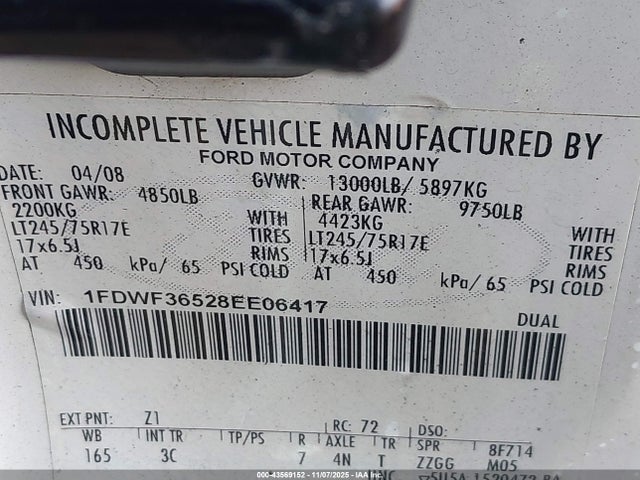 INCOMPLETE VEHICLE MANUFACTURED BY
FORD MOTOR COMPANY
DATE: 04/08 GVWR: 13000LB/ 5897KG
FRONT GAWR: 4850LB REAR GAWR: 9750LB
2200KG WITH 4423KG WITH
LT245/75R17E TIRES LT245/75R17E TIRES
17x6.5J RIMS 17x6.5J RIMS
AT 450 kPa/ 65 PSI COLD AT 450 kPa/ 65 PSI COLD
VIN: 1FDWF36528EE06417
DUAL
EXT PNT: Z1 RC: 72 DSO:
WB INT TR TP/PS R AXLE TR SPR 8F714
165 3C 7 4N T ZZGG M05
000-43569152 - 11/07/2025 - IAAI.com